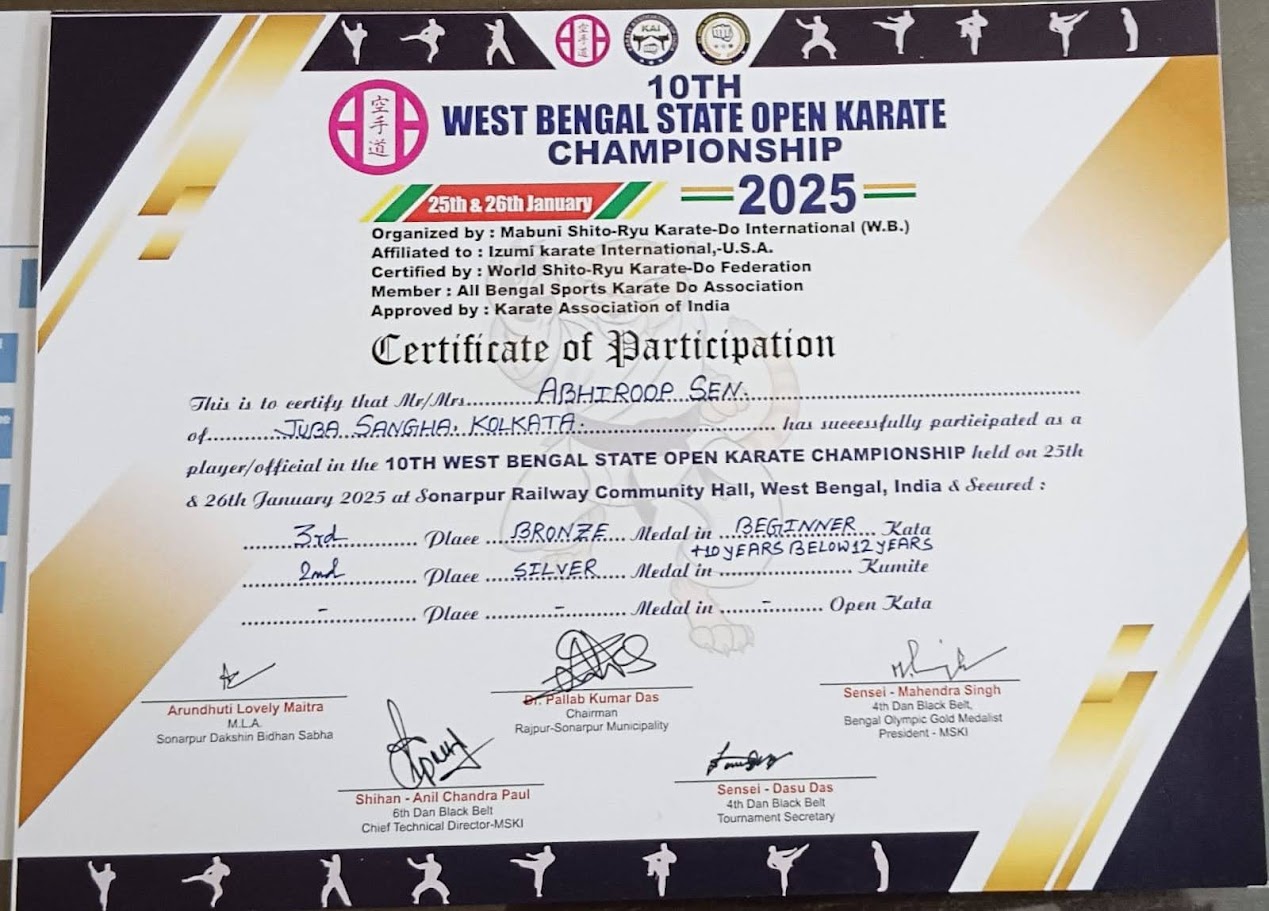 空手道
KAI
空手道
10TH
WEST BENGAL STATE OPEN KARATE
CHAMPIONSHIP
25th & 26th January
2025
Organized by : Mabuni Shito-Ryu Karate-Do International (W.B.)
Affiliated to : Izumi karate International,-U.S.A.
Certified by : World Shito-Ryu Karate-Do Federation
Member : All Bengal Sports Karate Do Association
Approved by : Karate Association of India
Certificate of Participation
This is to certify that Mr/Mrs. ABHIROOP SEN.
of JUBA SANGHA. KOLKATA. has successfully participated as a
player/official in the 10TH WEST BENGAL STATE OPEN KARATE CHAMPIONSHIP held on 25th
& 26th January 2025 at Sonarpur Railway Community Hall, West Bengal, India & Secured :
3rd Place BRONZE Medal in BEGINNER Kata
+10 YEARS BELOW 12 YEARS
2nd Place SILVER Medal in Kumite
- Place - Medal in - Open Kata
Arundhuti Lovely Maitra
M.L.A.
Sonarpur Dakshin Bidhan Sabha
Dr. Pallab Kumar Das
Chairman
Rajpur-Sonarpur Municipality
Sensei - Mahendra Singh
4th Dan Black Belt,
Bengal Olympic Gold Medalist
President - MSKI
Shihan - Anil Chandra Paul
6th Dan Black Belt
Chief Technical Director-MSKI
Sensei - Dasu Das
4th Dan Black Belt
Tournament Secretary